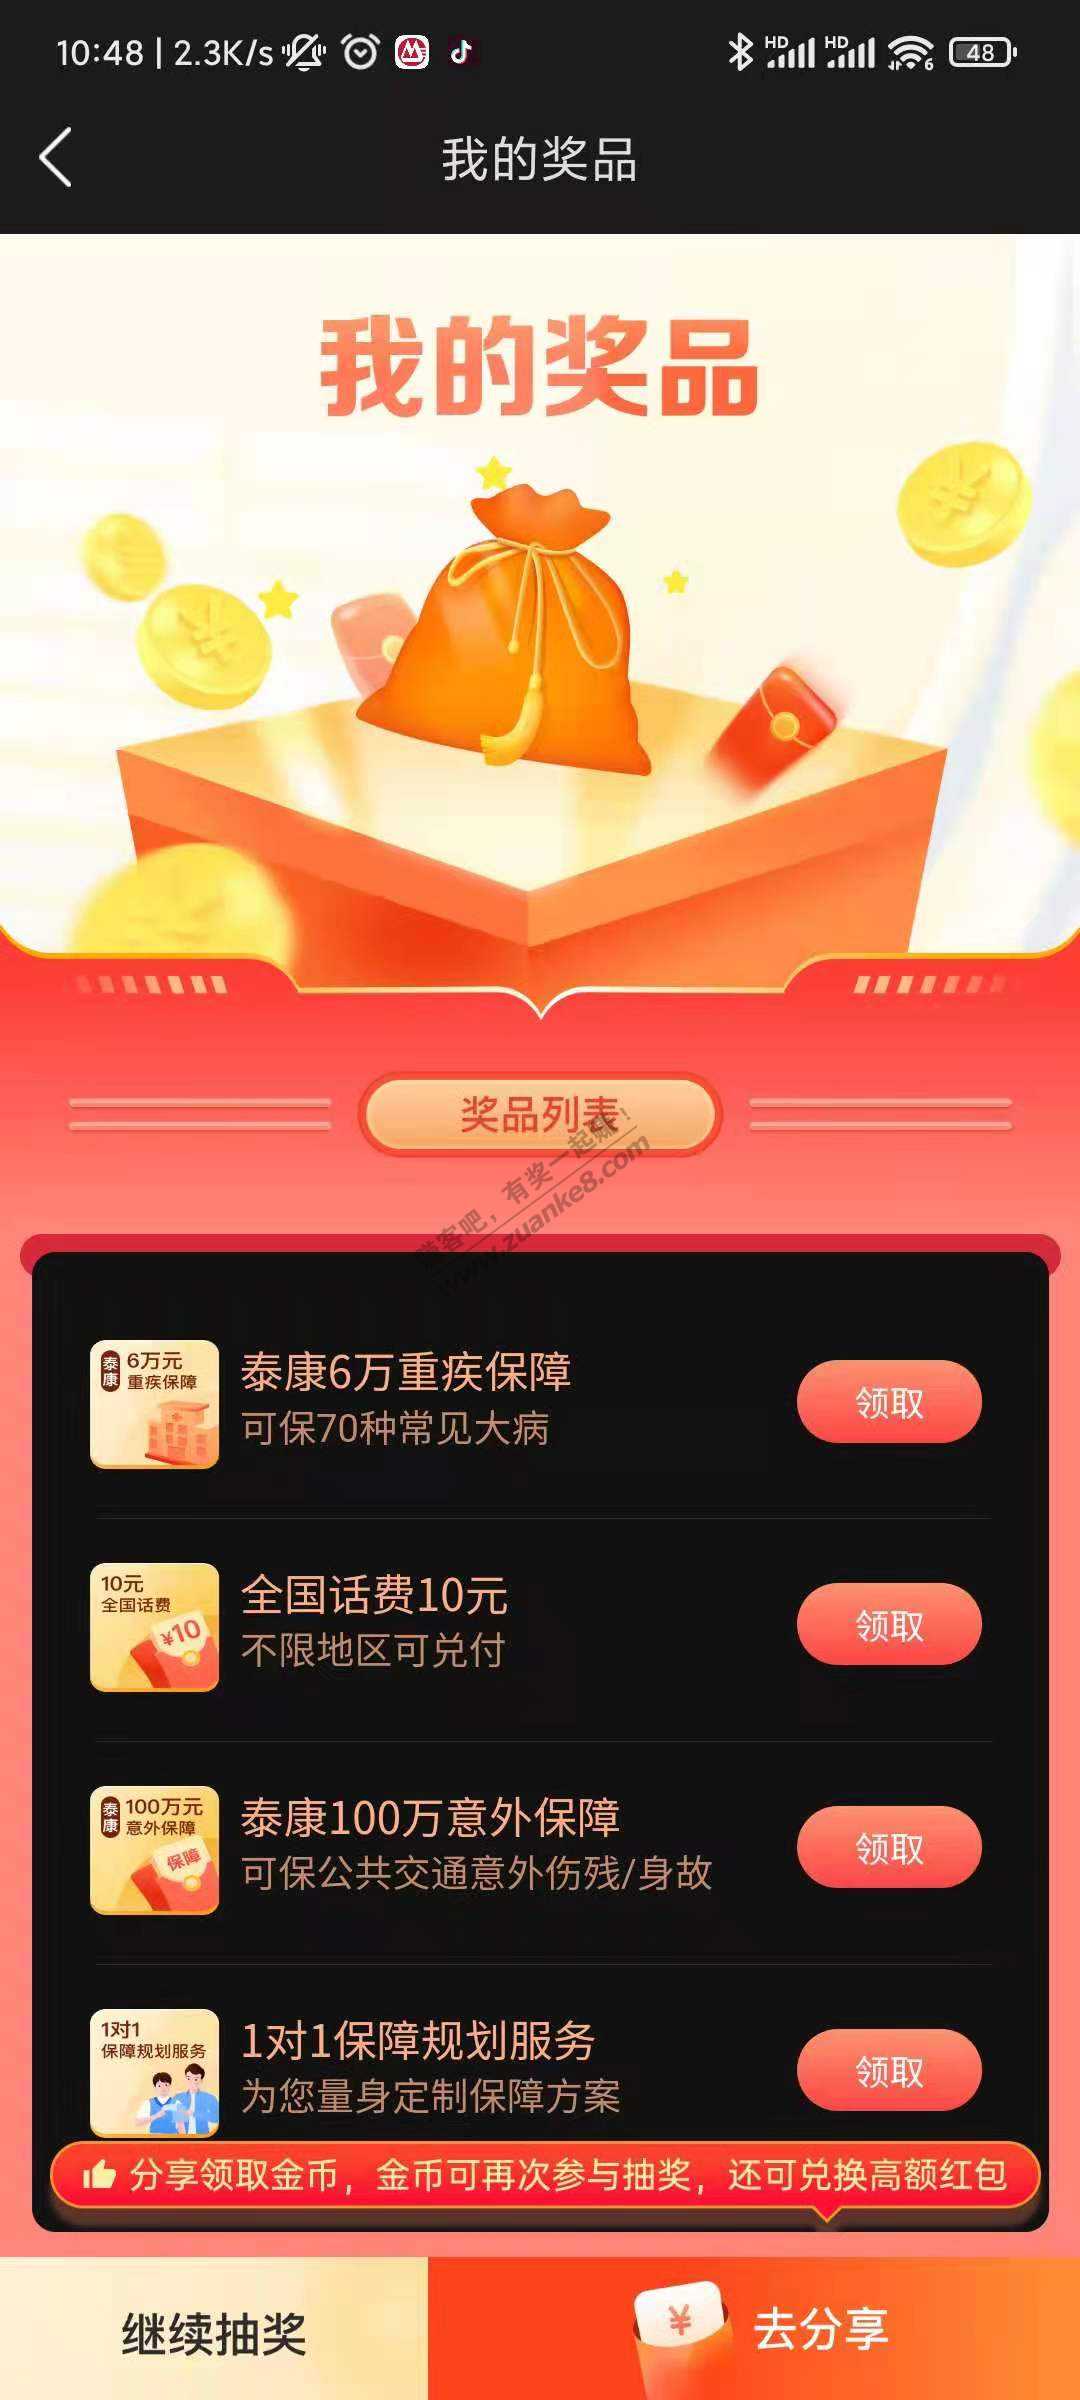 10:48 | 2.3K/s
HD HD 6 48
我的奖品
我的奖品
奖品列表
赚客吧，有奖一起赚！
www.zuanke8.com
泰康
6万元
重疾保障
泰康6万重疾保障
可保70种常见大病
领取
10元
全国话费
¥10
全国话费10元
不限地区可兑付
领取
泰康
100万元
意外保障
保障
泰康100万意外保障
可保公共交通意外伤残/身故
领取
1对1
保障规划服务
1对1保障规划服务
为您量身定制保障方案
领取
分享领取金币，金币可再次参与抽奖，还可兑换高额红包
继续抽奖
¥
去分享